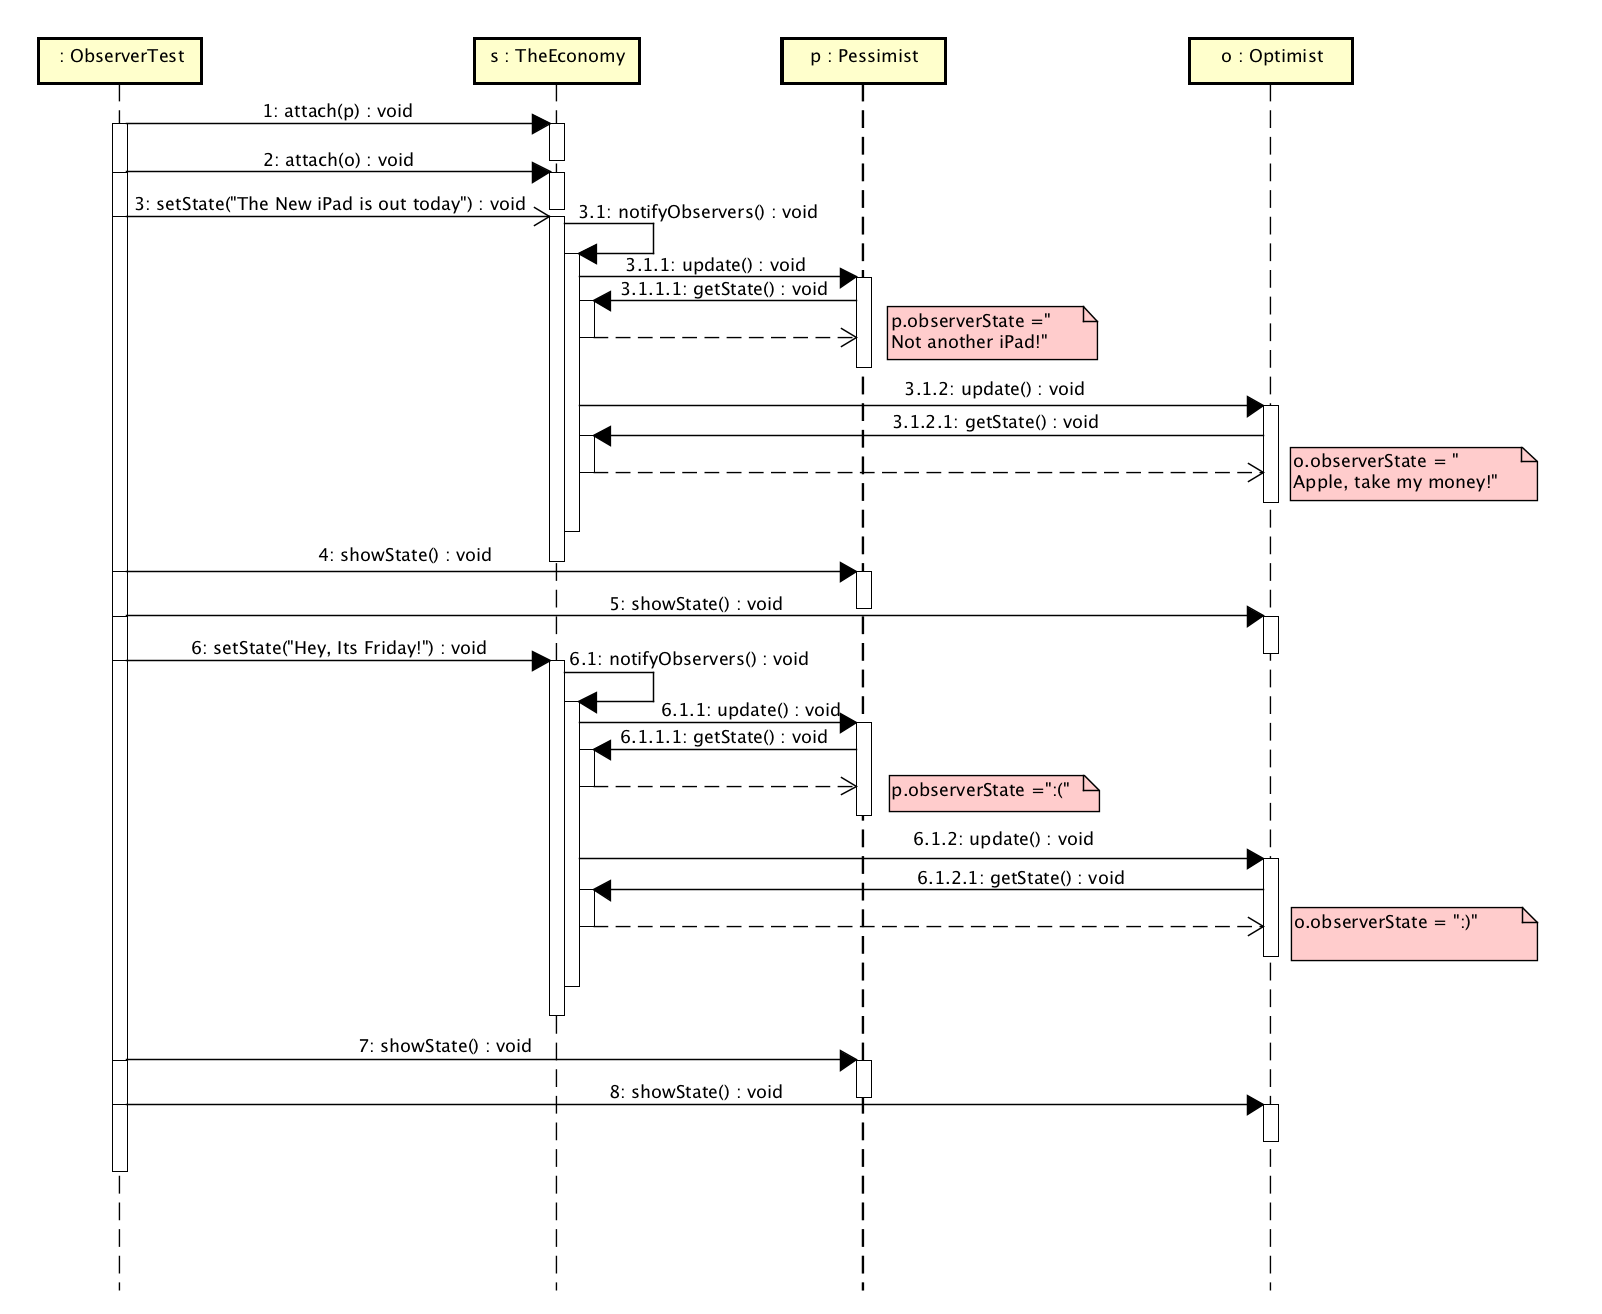 : ObserverTest
s : TheEconomy
p : Pessimist
o : Optimist
1: attach(p) : void
2: attach(o) : void
3: setState("The New iPad is out today") : void
3.1: notifyObservers() : void
3.1.1: update() : void
3.1.1.1: getState() : void
p.observerState ="
Not another iPad!"
3.1.2: update() : void
3.1.2.1: getState() : void
o.observerState = "
Apple, take my money!"
4: showState() : void
5: showState() : void
6: setState("Hey, Its Friday!") : void
6.1: notifyObservers() : void
6.1.1: update() : void
6.1.1.1: getState() : void
p.observerState =":("
6.1.2: update() : void
6.1.2.1: getState() : void
o.observerState = ":)"
7: showState() : void
8: showState() : void